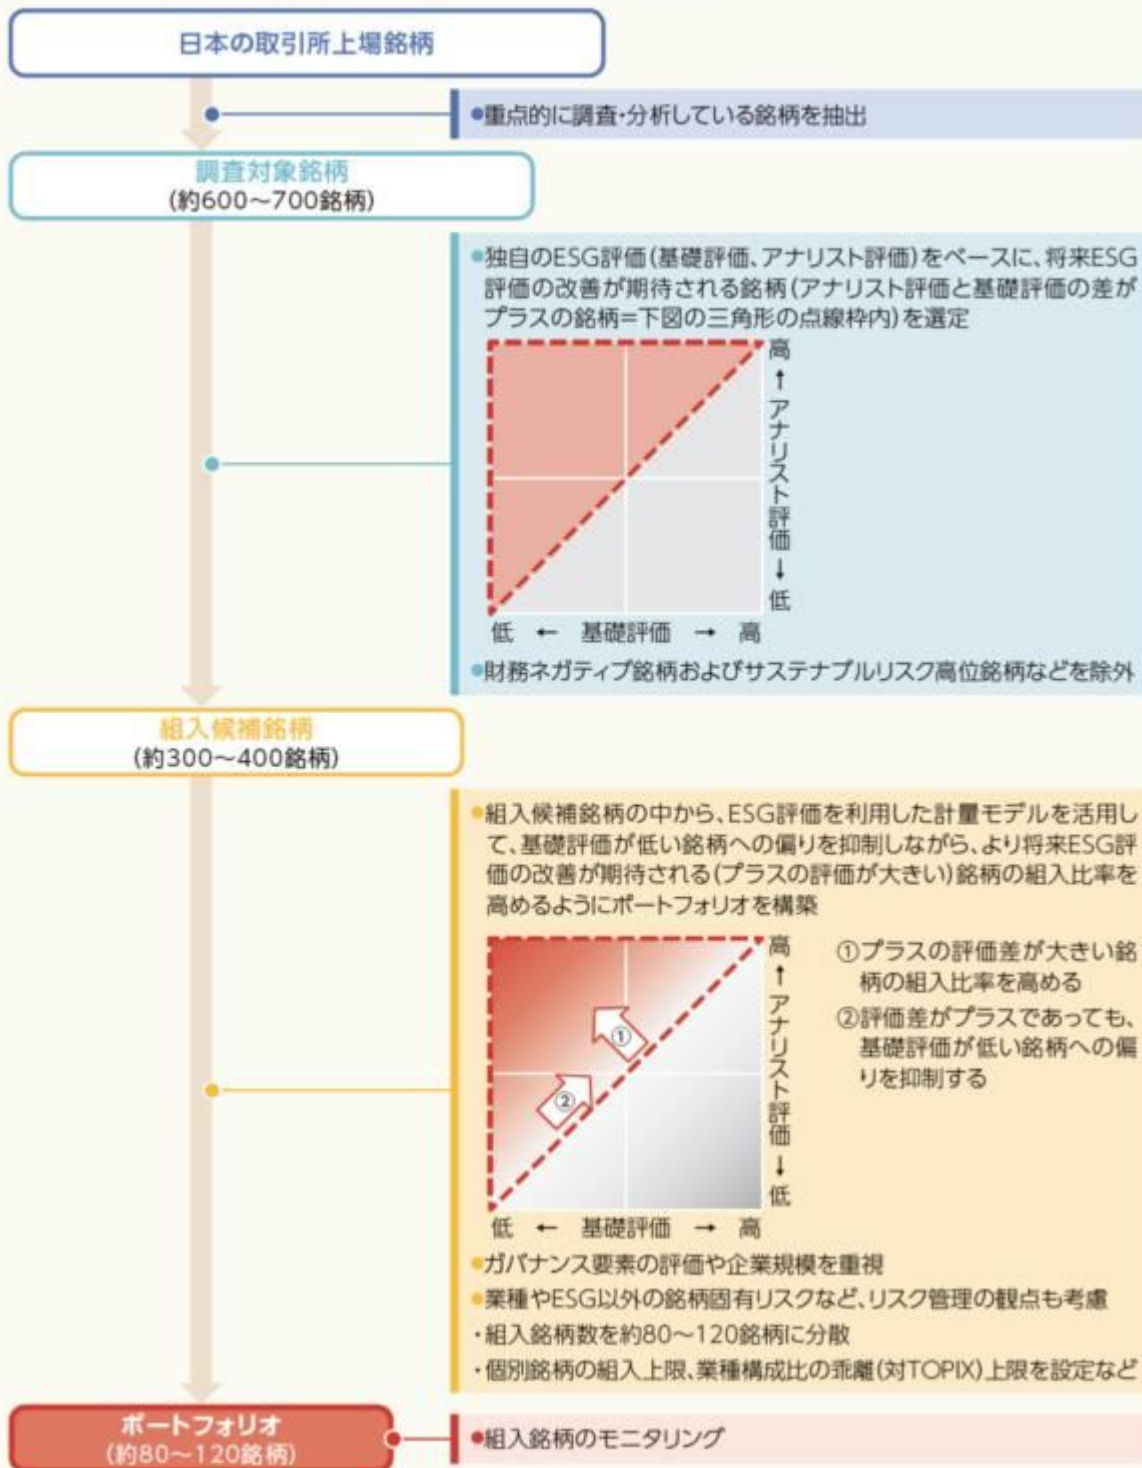 日本の取引所上場銘柄
●重点的に調査・分析している銘柄を抽出
調査対象銘柄
(約600～700銘柄)
●独自のESG評価(基礎評価、アナリスト評価)をベースに、将来ESG
評価の改善が期待される銘柄(アナリスト評価と基礎評価の差が
プラスの銘柄=下図の三角形の点線枠内)を選定
高
↑
アナリスト評価
↓
低
低 ← 基礎評価 → 高
●財務ネガティブ銘柄およびサステナブルリスク高位銘柄などを除外
組入候補銘柄
(約300～400銘柄)
●組入候補銘柄の中から、ESG評価を利用した計量モデルを活用し
て、基礎評価が低い銘柄への偏りを抑制しながら、より将来ESG評
価の改善が期待される(プラスの評価が大きい)銘柄の組入比率を
高めるようにポートフォリオを構築
①
②
高
↑
アナリスト評価
↓
低
低 ← 基礎評価 → 高
①プラスの評価差が大きい銘
柄の組入比率を高める
②評価差がプラスであっても、
基礎評価が低い銘柄への偏
りを抑制する
●ガバナンス要素の評価や企業規模を重視
●業種やESG以外の銘柄固有リスクなど、リスク管理の観点も考慮
・組入銘柄数を約80～120銘柄に分散
・個別銘柄の組入上限、業種構成比の乖離(対TOPIX)上限を設定など
ポートフォリオ
(約80～120銘柄)
●組入銘柄のモニタリング